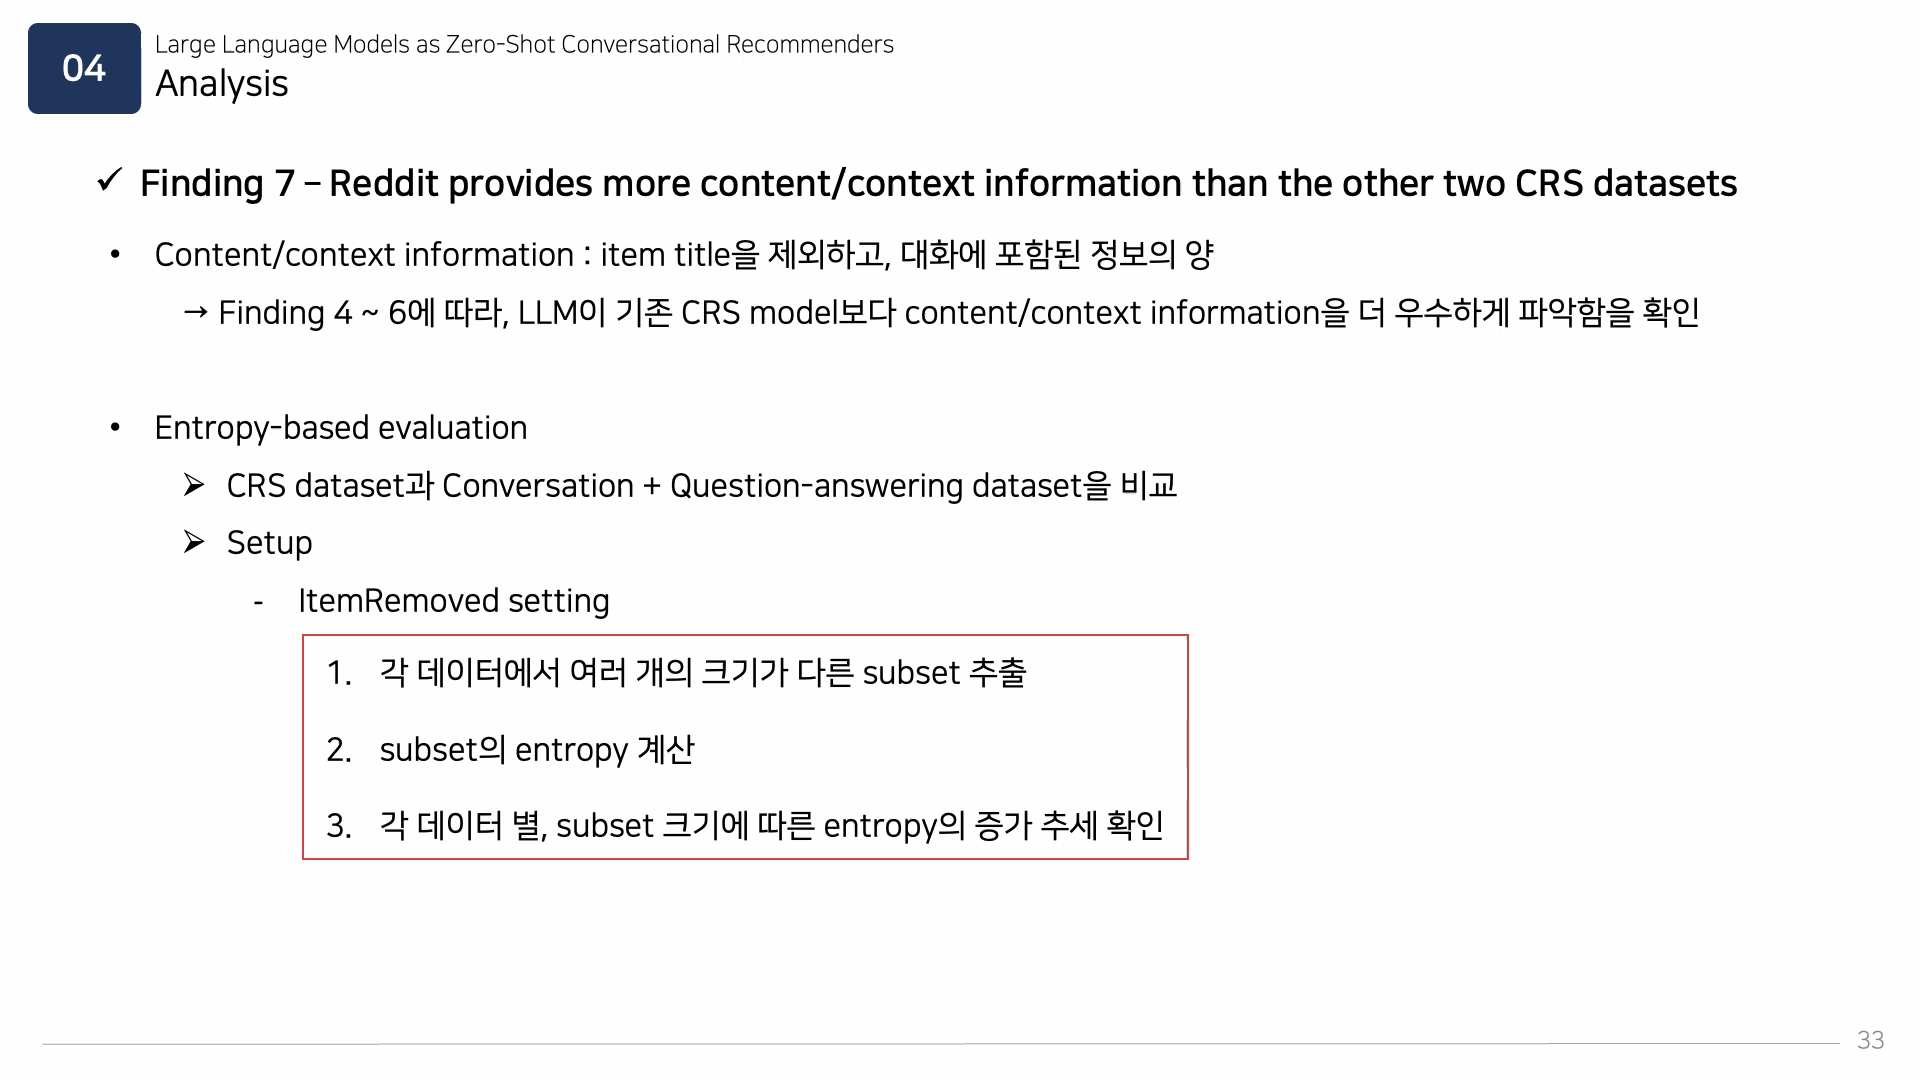 04
Large Language Models as Zero-Shot Conversational Recommenders
Analysis
✓ Finding 7 – Reddit provides more content/context information than the other two CRS datasets
• Content/context information : item title을 제외하고, 대화에 포함된 정보의 양
→ Finding 4 ~ 6에 따라, LLM이 기존 CRS model보다 content/context information을 더 우수하게 파악함을 확인
• Entropy-based evaluation
➢ CRS dataset과 Conversation + Question-answering dataset을 비교
➢ Setup
- ItemRemoved setting
1. 각 데이터에서 여러 개의 크기가 다른 subset 추출
2. subset의 entropy 계산
3. 각 데이터 별, subset 크기에 따른 entropy의 증가 추세 확인
33